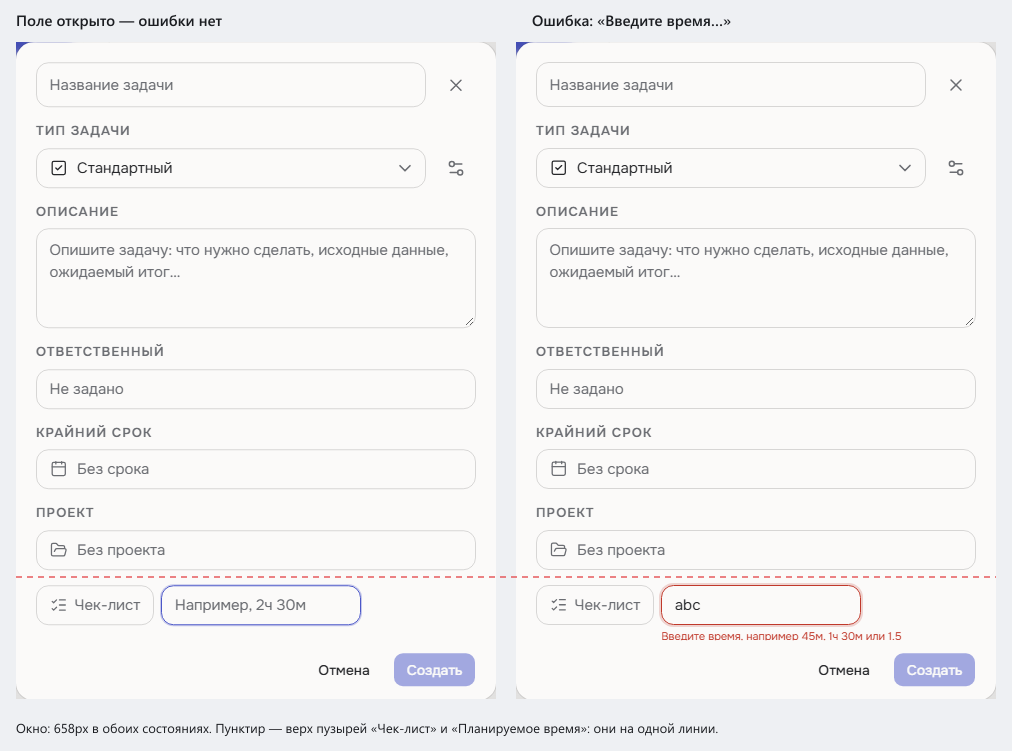 Поле открыто — ошибки нет
Название задачи
ТИП ЗАДАЧИ
Стандартный
ОПИСАНИЕ
Опишите задачу: что нужно сделать, исходные данные,
ожидаемый итог…
ОТВЕТСТВЕННЫЙ
Не задано
КРАЙНИЙ СРОК
Без срока
ПРОЕКТ
Без проекта
Чек-лист
Например, 2ч 30м
Отмена
Создать
Ошибка: «Введите время…»
Название задачи
ТИП ЗАДАЧИ
Стандартный
ОПИСАНИЕ
Опишите задачу: что нужно сделать, исходные данные,
ожидаемый итог…
ОТВЕТСТВЕННЫЙ
Не задано
КРАЙНИЙ СРОК
Без срока
ПРОЕКТ
Без проекта
Чек-лист
abc
Введите время, например 45м, 1ч 30м или 1.5
Отмена
Создать
Окно: 658px в обоих состояниях. Пунктир — верх пузырей «Чек-лист» и «Планируемое время»: они на одной линии.